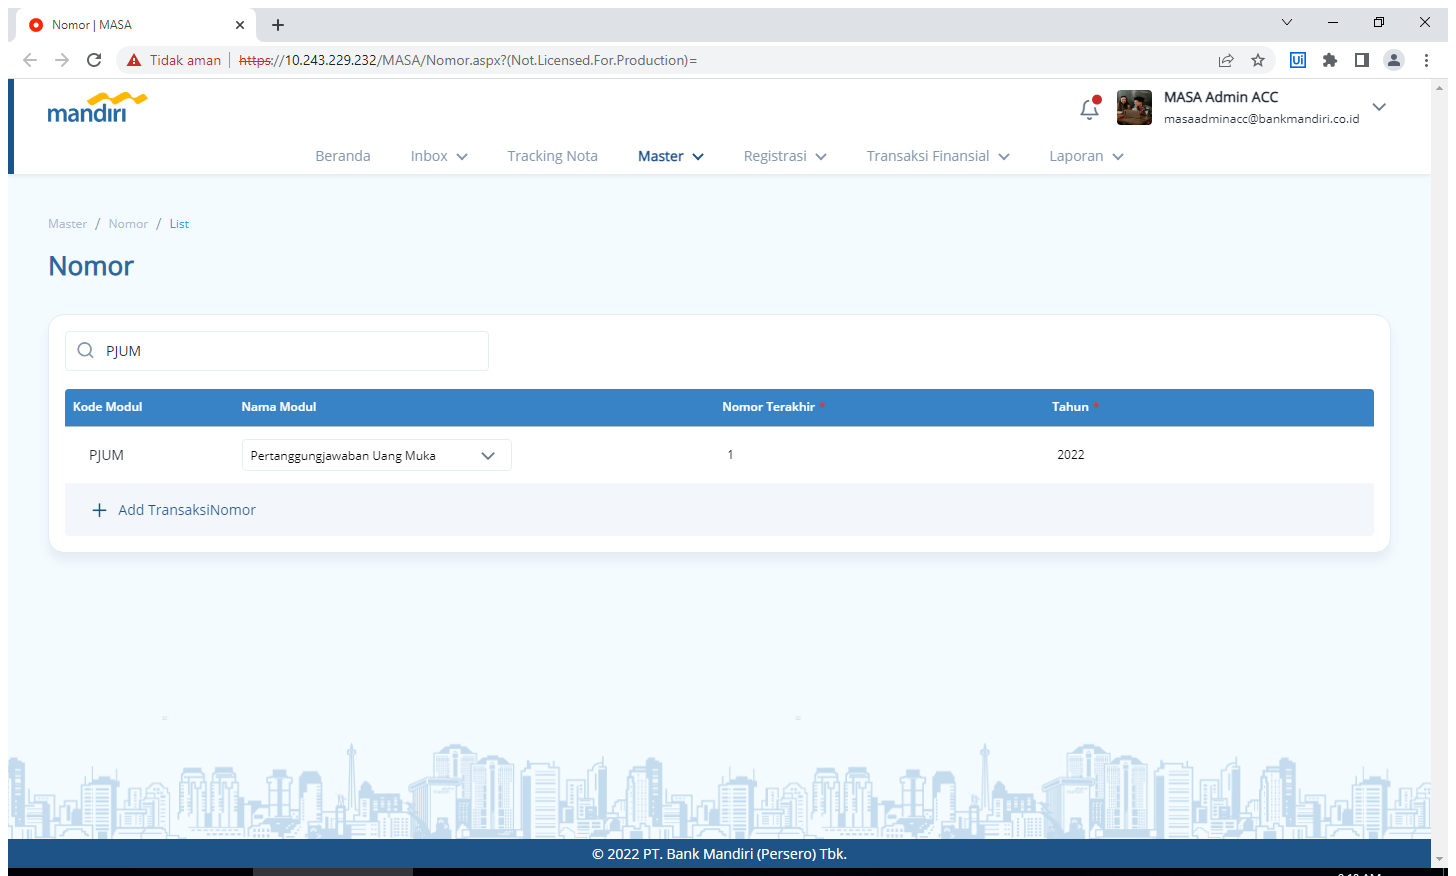 Nomor | MASA
Tidak aman https://10.243.229.232/MASA/Nomor.aspx?(Not.Licensed.For.Production)=
Ui
mandiri
MASA Admin ACC
masaadminacc@bankmandiri.co.id
Beranda Inbox Tracking Nota Master Registrasi Transaksi Finansial Laporan
Master / Nomor / List
Nomor
PJUM
Kode Modul Nama Modul Nomor Terakhir * Tahun *
PJUM Pertanggungjawaban Uang Muka 1 2022
+ Add TransaksiNomor
© 2022 PT. Bank Mandiri (Persero) Tbk.